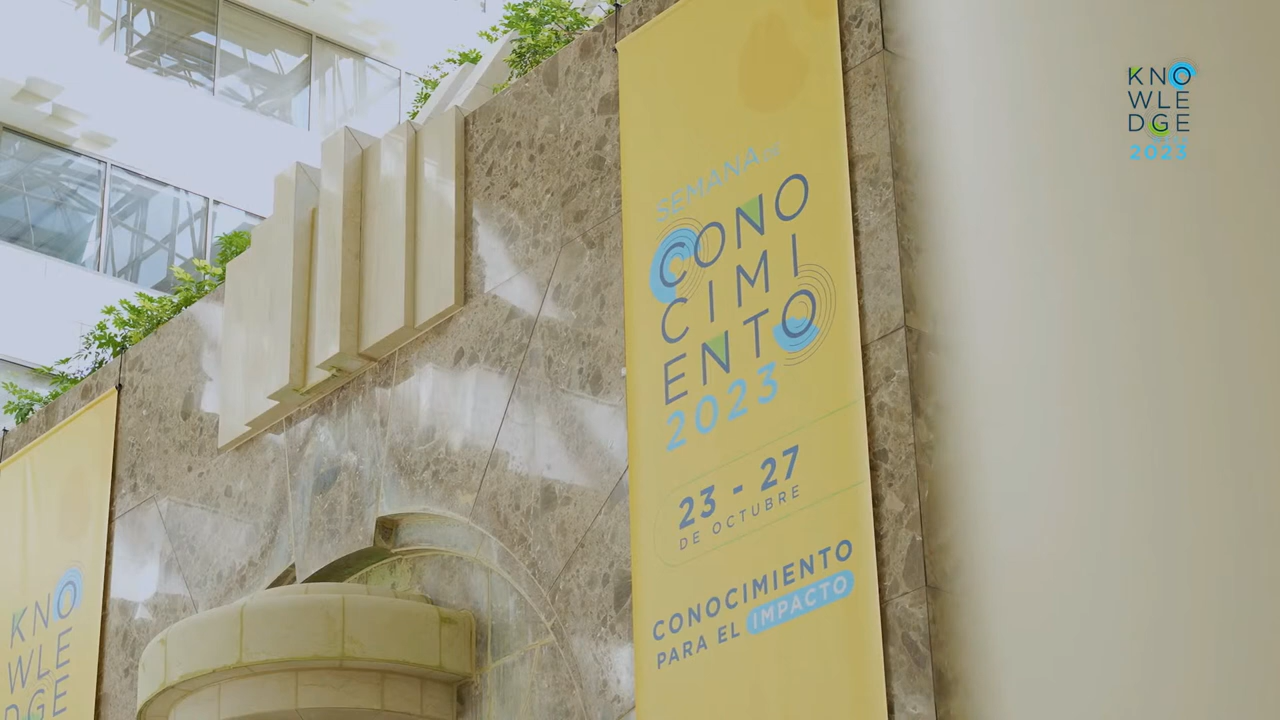 SEMANA DE
CONO
CIMI
ENTO
2023
23 - 27
DE OCTUBRE
CONOCIMIENTO
PARA EL IMPACTO
KNO
WLE
DGE
KNO
WLE
DGE
2023